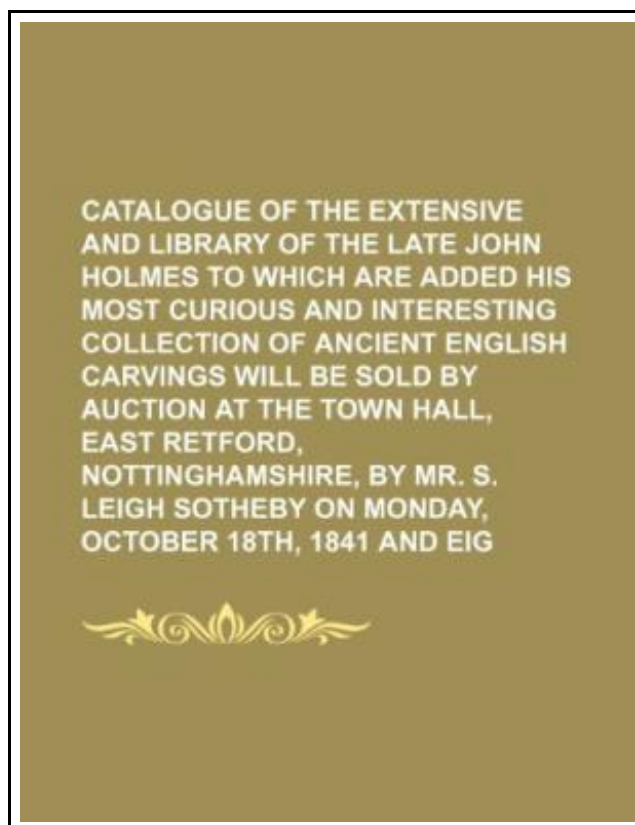 CATALOGUE OF THE EXTENSIVE
AND LIBRARY OF THE LATE JOHN
HOLMES TO WHICH ARE ADDED HIS
MOST CURIOUS AND INTERESTING
COLLECTION OF ANCIENT ENGLISH
CARVINGS WILL BE SOLD BY
AUCTION AT THE TOWN HALL,
EAST RETFORD,
NOTTINGHAMSHIRE, BY MR. S.
LEIGH SOTHEBY ON MONDAY,
OCTOBER 18TH, 1841 AND EIG